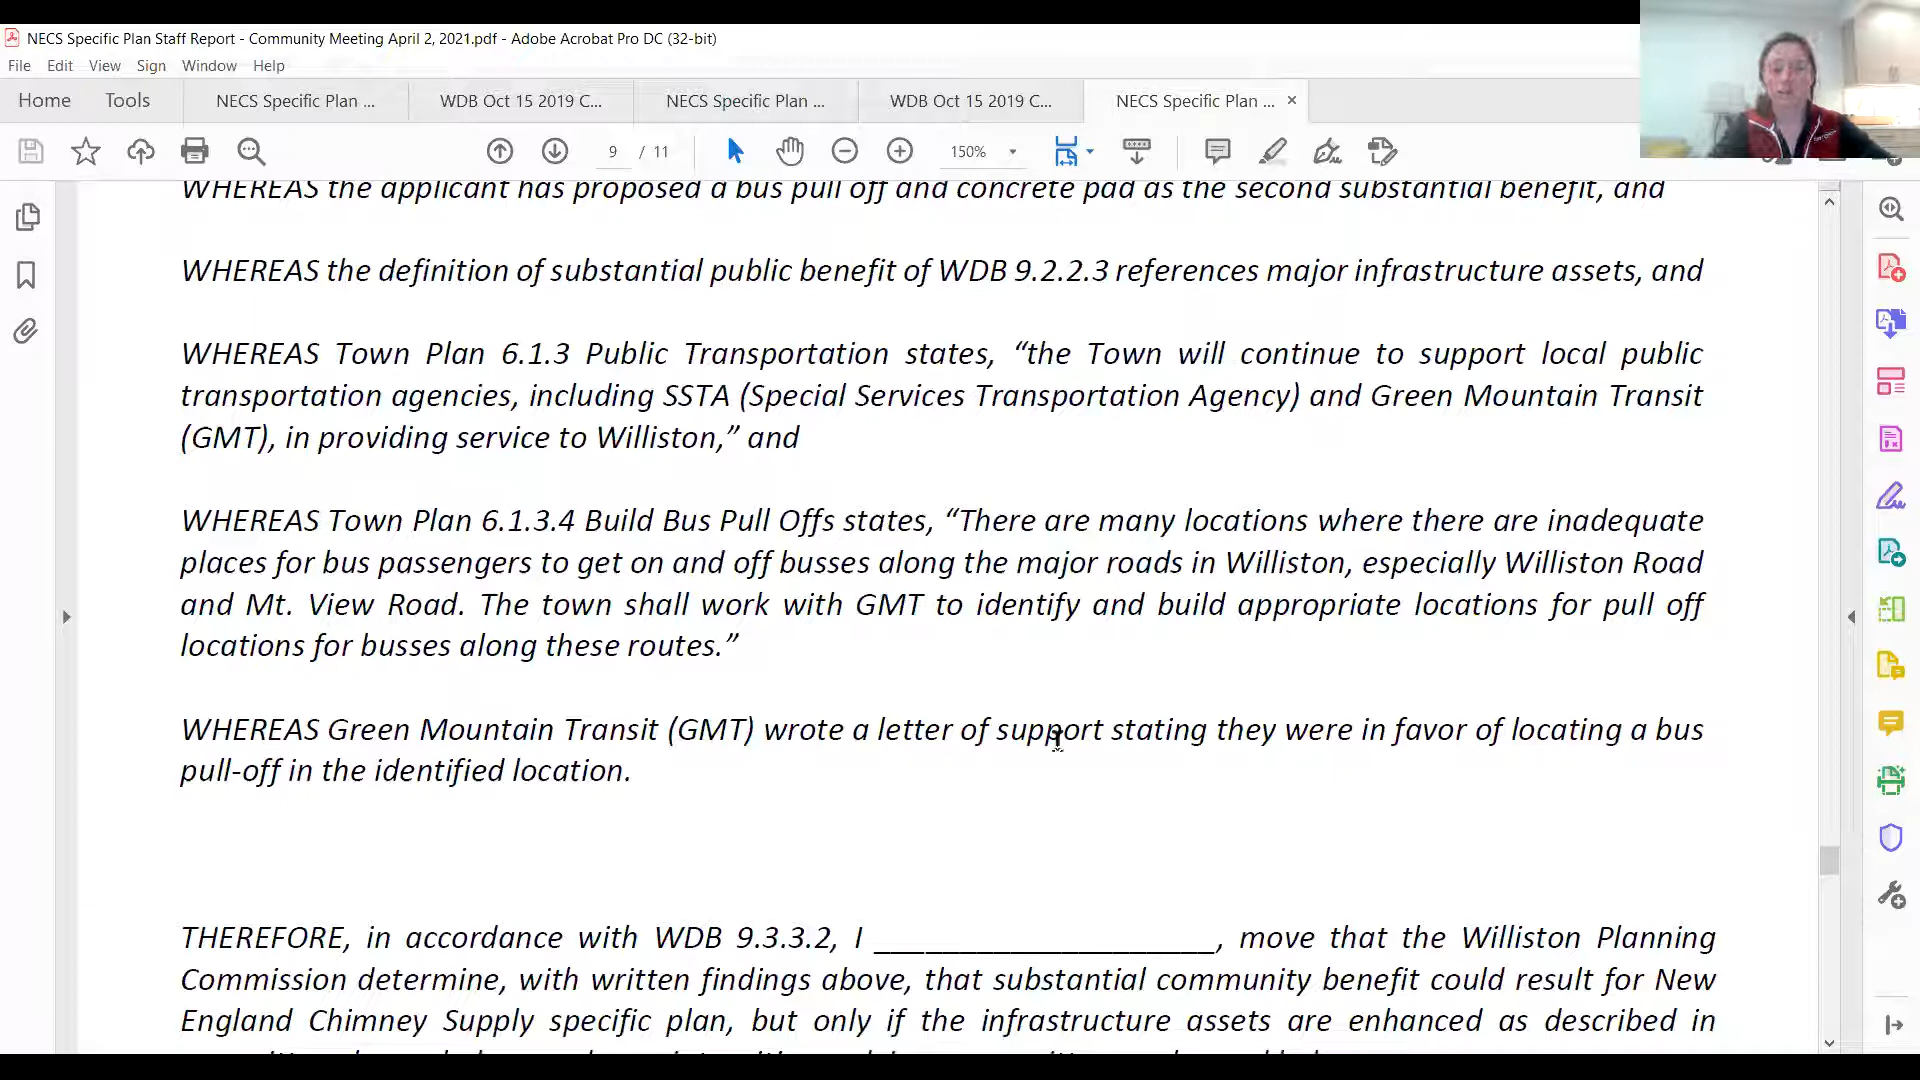 NECS Specific Plan Staff Report - Community Meeting April 2, 2021.pdf - Adobe Acrobat Pro DC (32-bit)
File Edit View Sign Window Help
Home Tools NECS Specific Plan ... WDB Oct 15 2019 C... NECS Specific Plan ... WDB Oct 15 2019 C... NECS Specific Plan ... ×
9 / 11 150%
WHEREAS the applicant has proposed a bus pull off and concrete pad as the second substantial benefit, and
WHEREAS the definition of substantial public benefit of WDB 9.2.2.3 references major infrastructure assets, and
WHEREAS Town Plan 6.1.3 Public Transportation states, “the Town will continue to support local public
transportation agencies, including SSTA (Special Services Transportation Agency) and Green Mountain Transit
(GMT), in providing service to Williston,” and
WHEREAS Town Plan 6.1.3.4 Build Bus Pull Offs states, “There are many locations where there are inadequate
places for bus passengers to get on and off busses along the major roads in Williston, especially Williston Road
and Mt. View Road. The town shall work with GMT to identify and build appropriate locations for pull off
locations for busses along these routes.”
WHEREAS Green Mountain Transit (GMT) wrote a letter of support stating they were in favor of locating a bus
pull-off in the identified location.
THEREFORE, in accordance with WDB 9.3.3.2, I ____________________, move that the Williston Planning
Commission determine, with written findings above, that substantial community benefit could result for New
England Chimney Supply specific plan, but only if the infrastructure assets are enhanced as described in